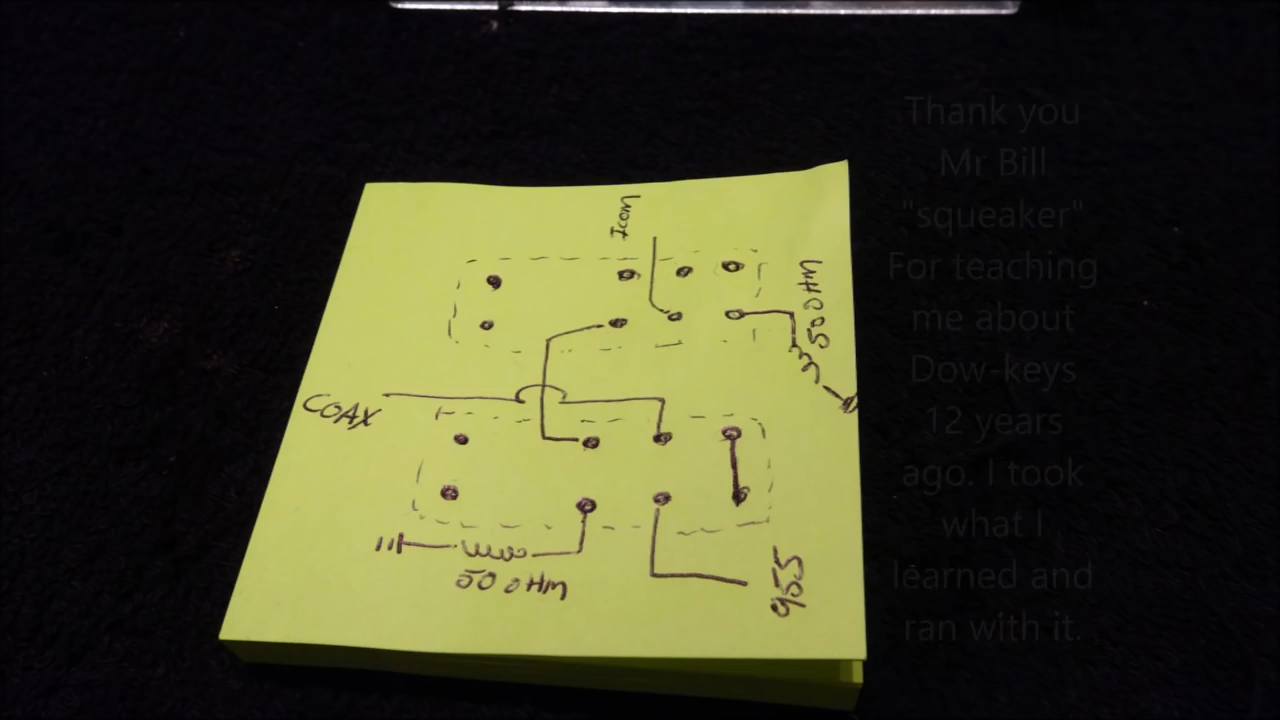 Icom
50 oHm
COAX
50 oHm
955
Thank you
Mr Bill
"squeaker"
For teaching
me about
Dow-keys
12 years
ago. I took
what I
learned and
ran with it.